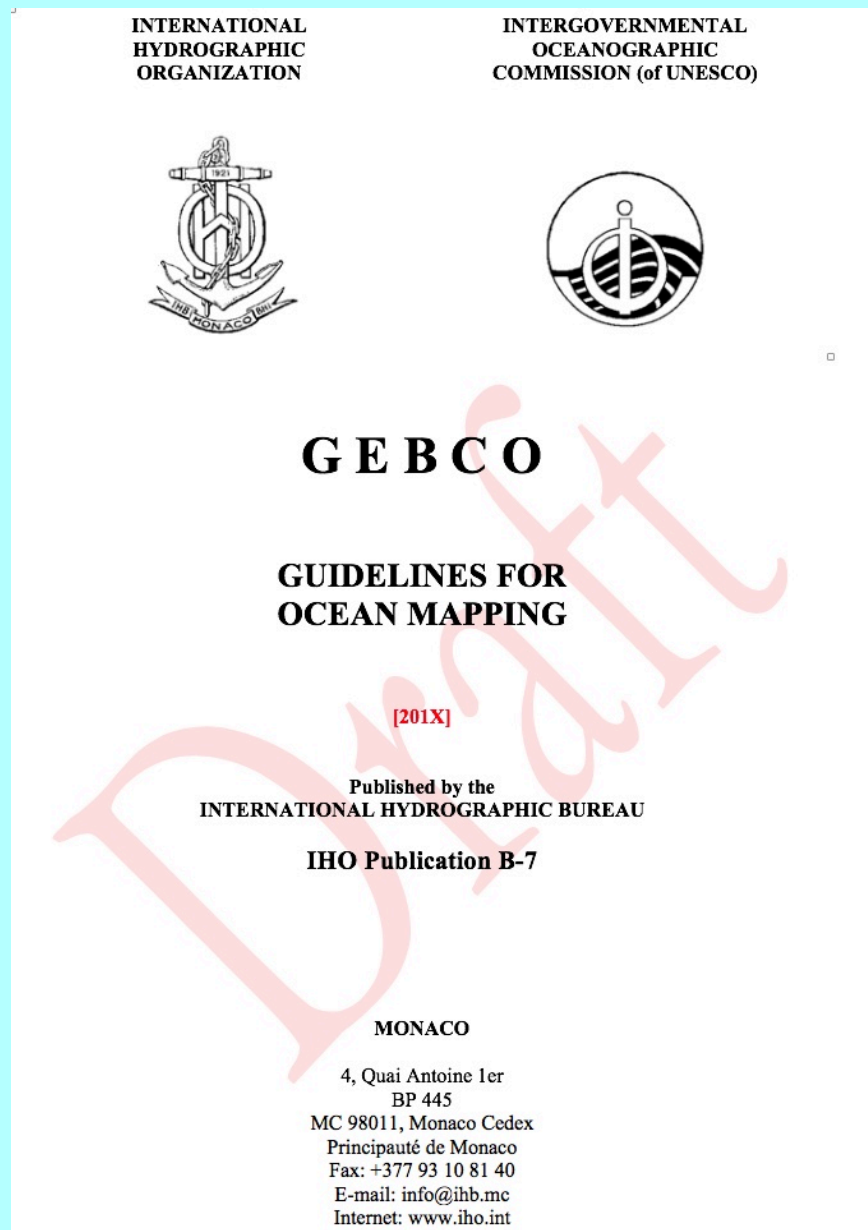 INTERNATIONAL
HYDROGRAPHIC
ORGANIZATION
INTERGOVERNMENTAL
OCEANOGRAPHIC
COMMISSION (of UNESCO)
1921
IHB MONACO BHI
G E B C O
GUIDELINES FOR
OCEAN MAPPING
[201X]
Published by the
INTERNATIONAL HYDROGRAPHIC BUREAU
IHO Publication B-7
Draft
MONACO
4, Quai Antoine 1er
BP 445
MC 98011, Monaco Cedex
Principauté de Monaco
Fax: +377 93 10 81 40
E-mail: info@ihb.mc
Internet: www.iho.int